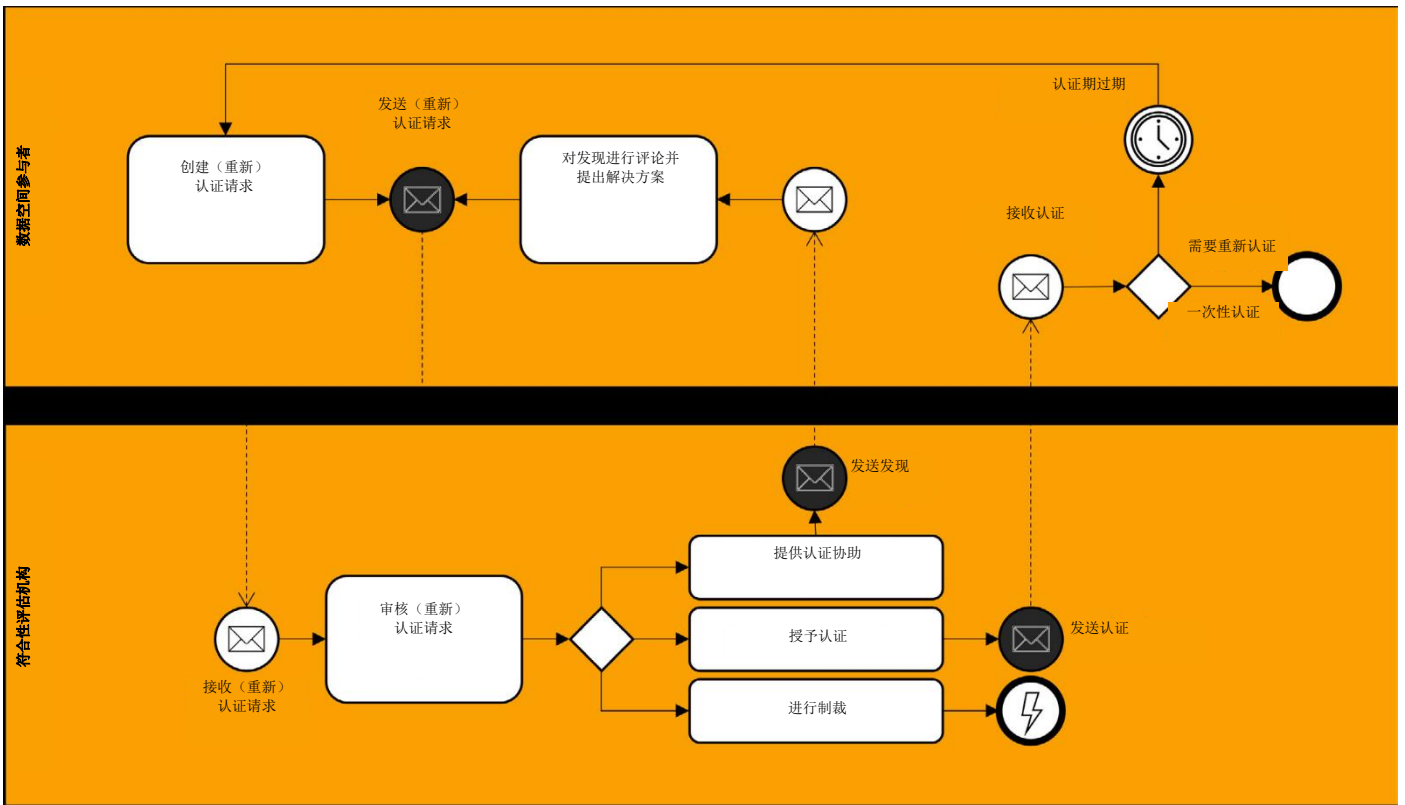 数据空间参与者
认证期过期
发送（重新）
认证请求
创建（重新）
认证请求
对发现进行评论并
提出解决方案
接收认证
需要重新认证
一次性认证
符合性评估机构
发送发现
提供认证协助
审核（重新）
认证请求
授予认证
发送认证
接收（重新）
认证请求
进行制裁